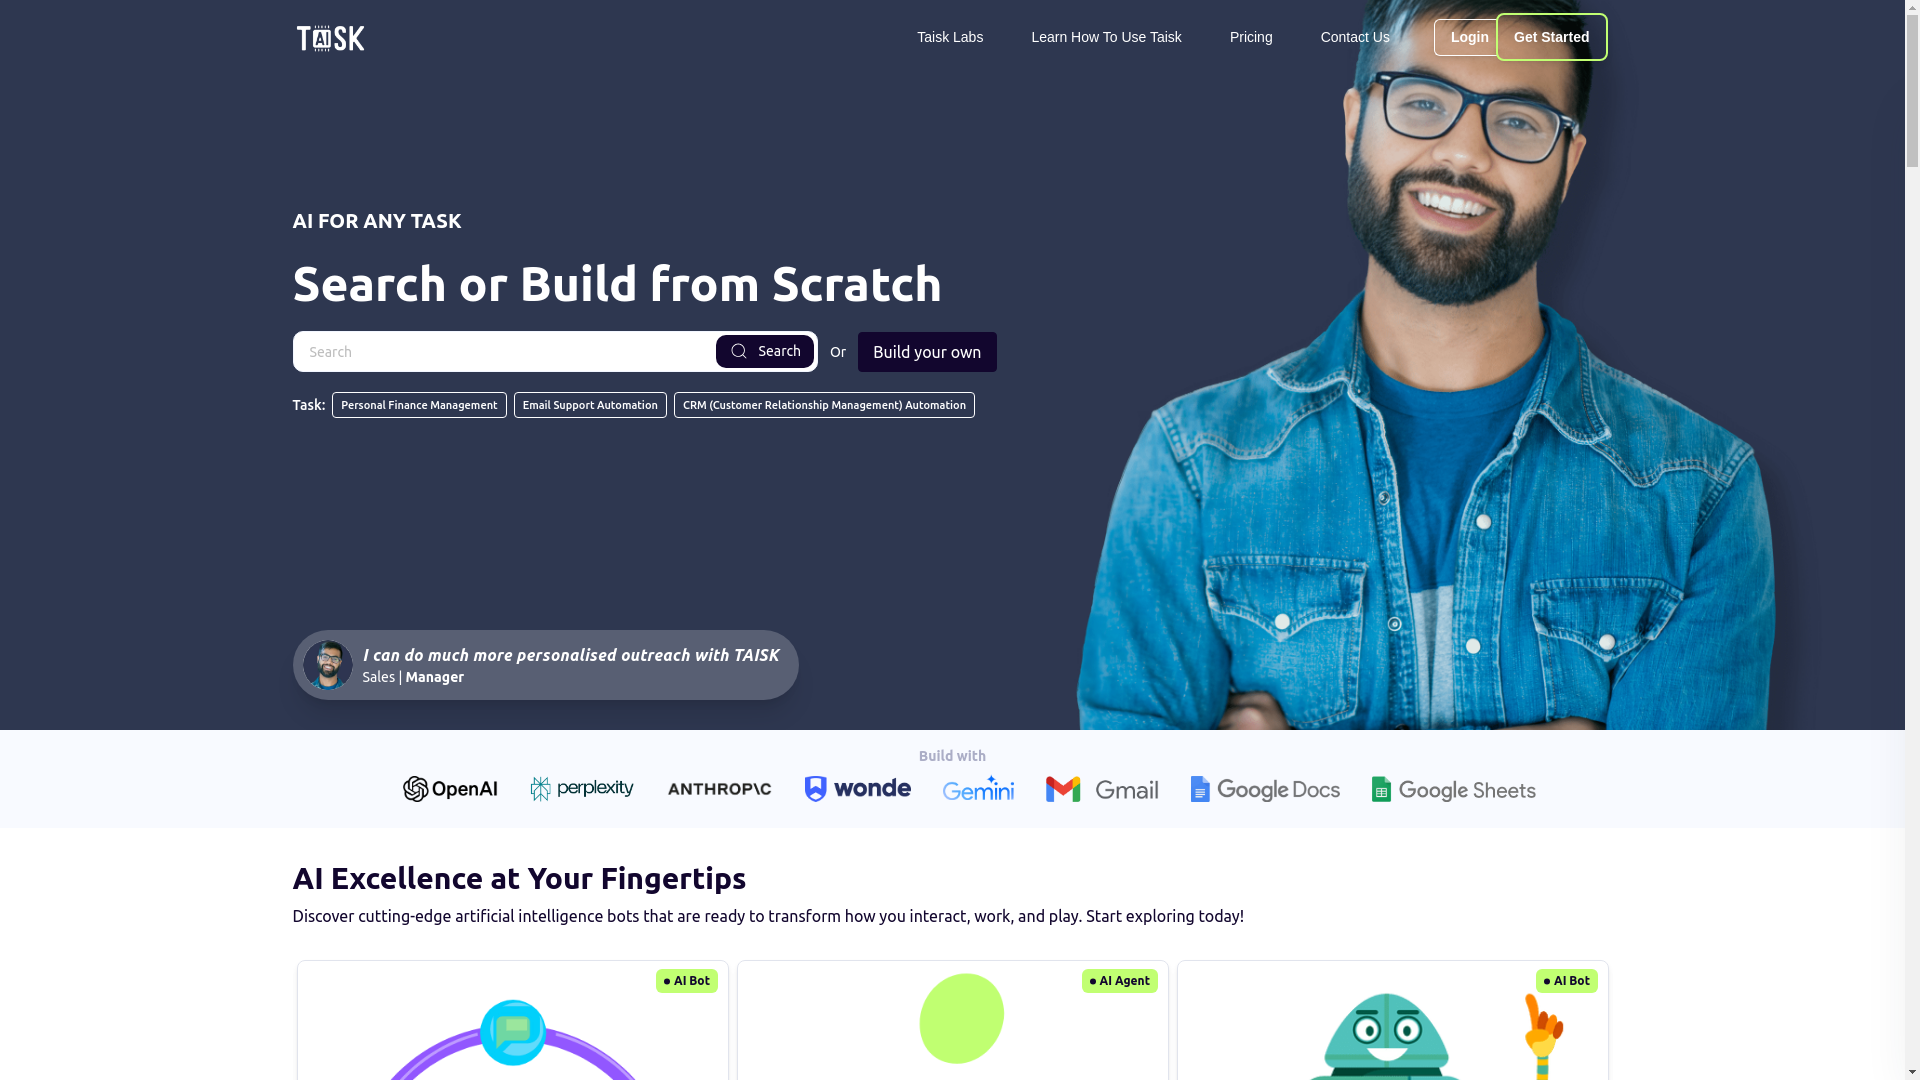 TAISK
Taisk Labs
Learn How To Use Taisk
Pricing
Contact Us
Login
Get Started
AI FOR ANY TASK
Search or Build from Scratch
Search
Search
Or
Build your own
Task:
Personal Finance Management
Email Support Automation
CRM (Customer Relationship Management) Automation
I can do much more personalised outreach with TAISK
Sales | Manager
Build with
OpenAI
perplexity
ANTHROP\C
wonde
Gemini
Gmail
Google Docs
Google Sheets
AI Excellence at Your Fingertips
Discover cutting-edge artificial intelligence bots that are ready to transform how you interact, work, and play. Start exploring today!
AI Bot
AI Agent
AI Bot